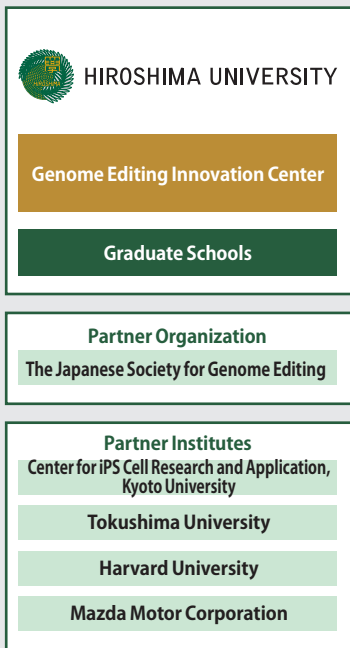 HIROSHIMA UNIVERSITY
Genome Editing Innovation Center
Graduate Schools
Partner Organization
The Japanese Society for Genome Editing
Partner Institutes
Center for iPS Cell Research and Application,
Kyoto University
Tokushima University
Harvard University
Mazda Motor Corporation